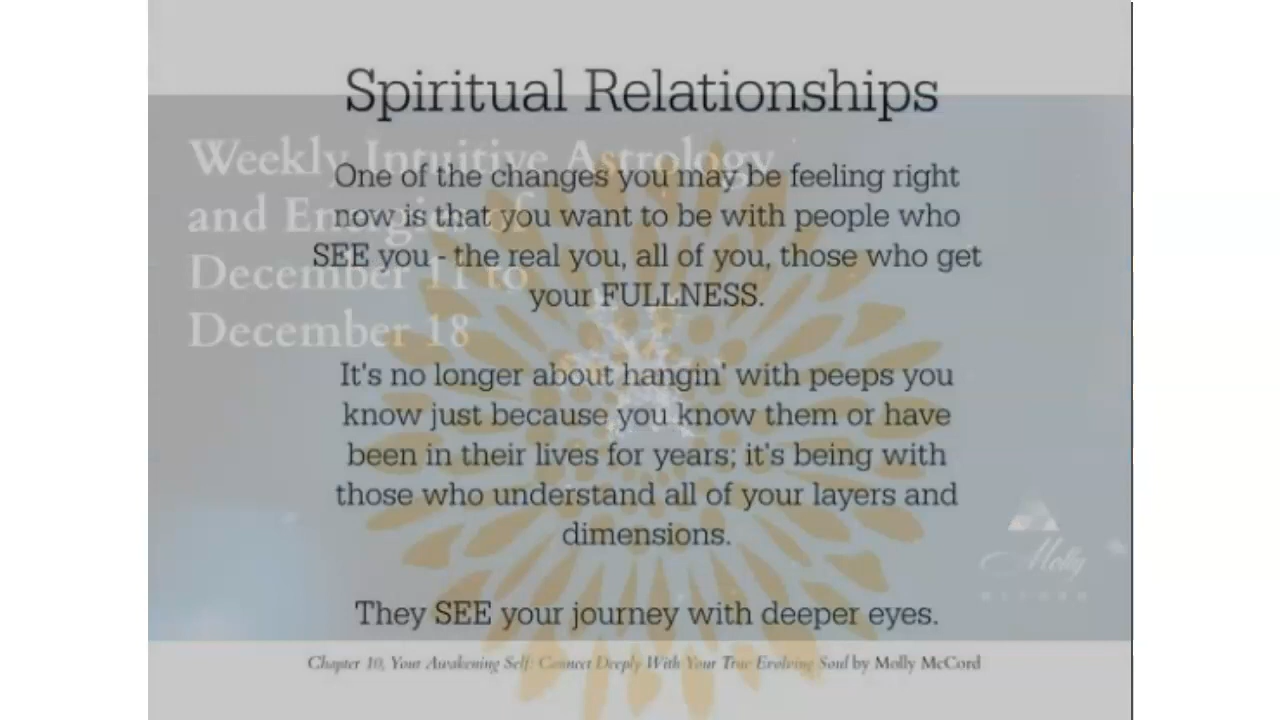 Spiritual Relationships
Weekly Intuitive Astrology
and Energies of
December 11 to
December 18
One of the changes you may be feeling right
now is that you want to be with people who
SEE you - the real you, all of you, those who get
your FULLNESS.
It's no longer about hangin' with peeps you
know just because you know them or have
been in their lives for years; it's being with
those who understand all of your layers and
dimensions.
They SEE your journey with deeper eyes.
Molly
McCord
Chapter 10, Your Awakening Self: Connect Deeply With Your True Evolving Soul by Molly McCord